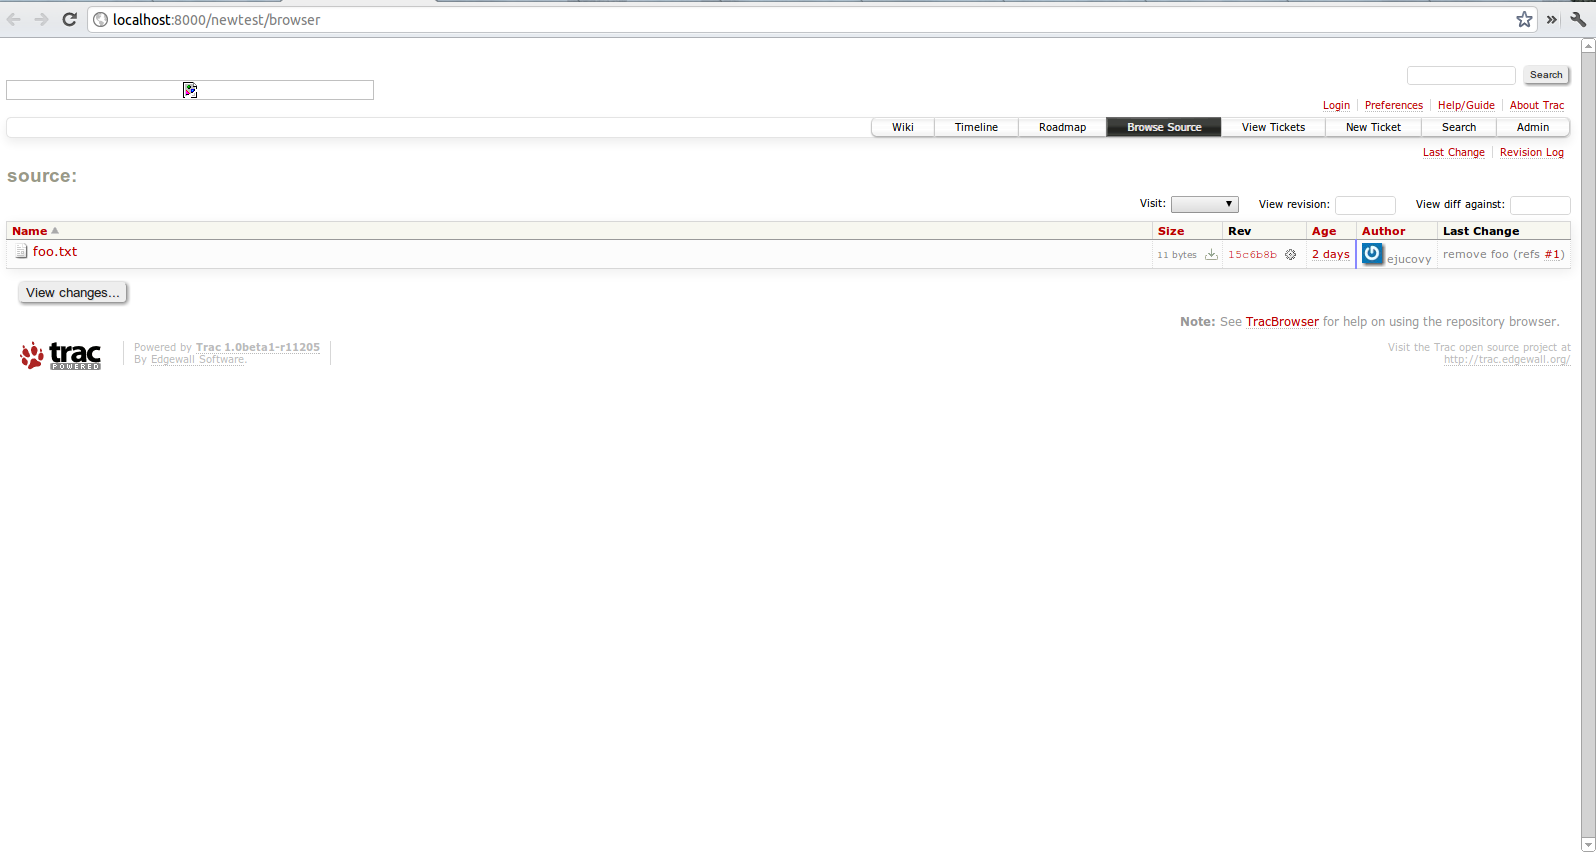 localhost:8000/newtest/browser
Search
Login Preferences Help/Guide About Trac
Wiki Timeline Roadmap Browse Source View Tickets New Ticket Search Admin
Last Change Revision Log
source:
Visit: View revision: View diff against:
Name Size Rev Age Author Last Change
foo.txt 11 bytes 15c6b8b 2 days ejucovy remove foo (refs #1)
View changes...
Note: See TracBrowser for help on using the repository browser.
trac POWERED
Powered by Trac 1.0beta1-r11205
By Edgewall Software.
Visit the Trac open source project at
http://trac.edgewall.org/